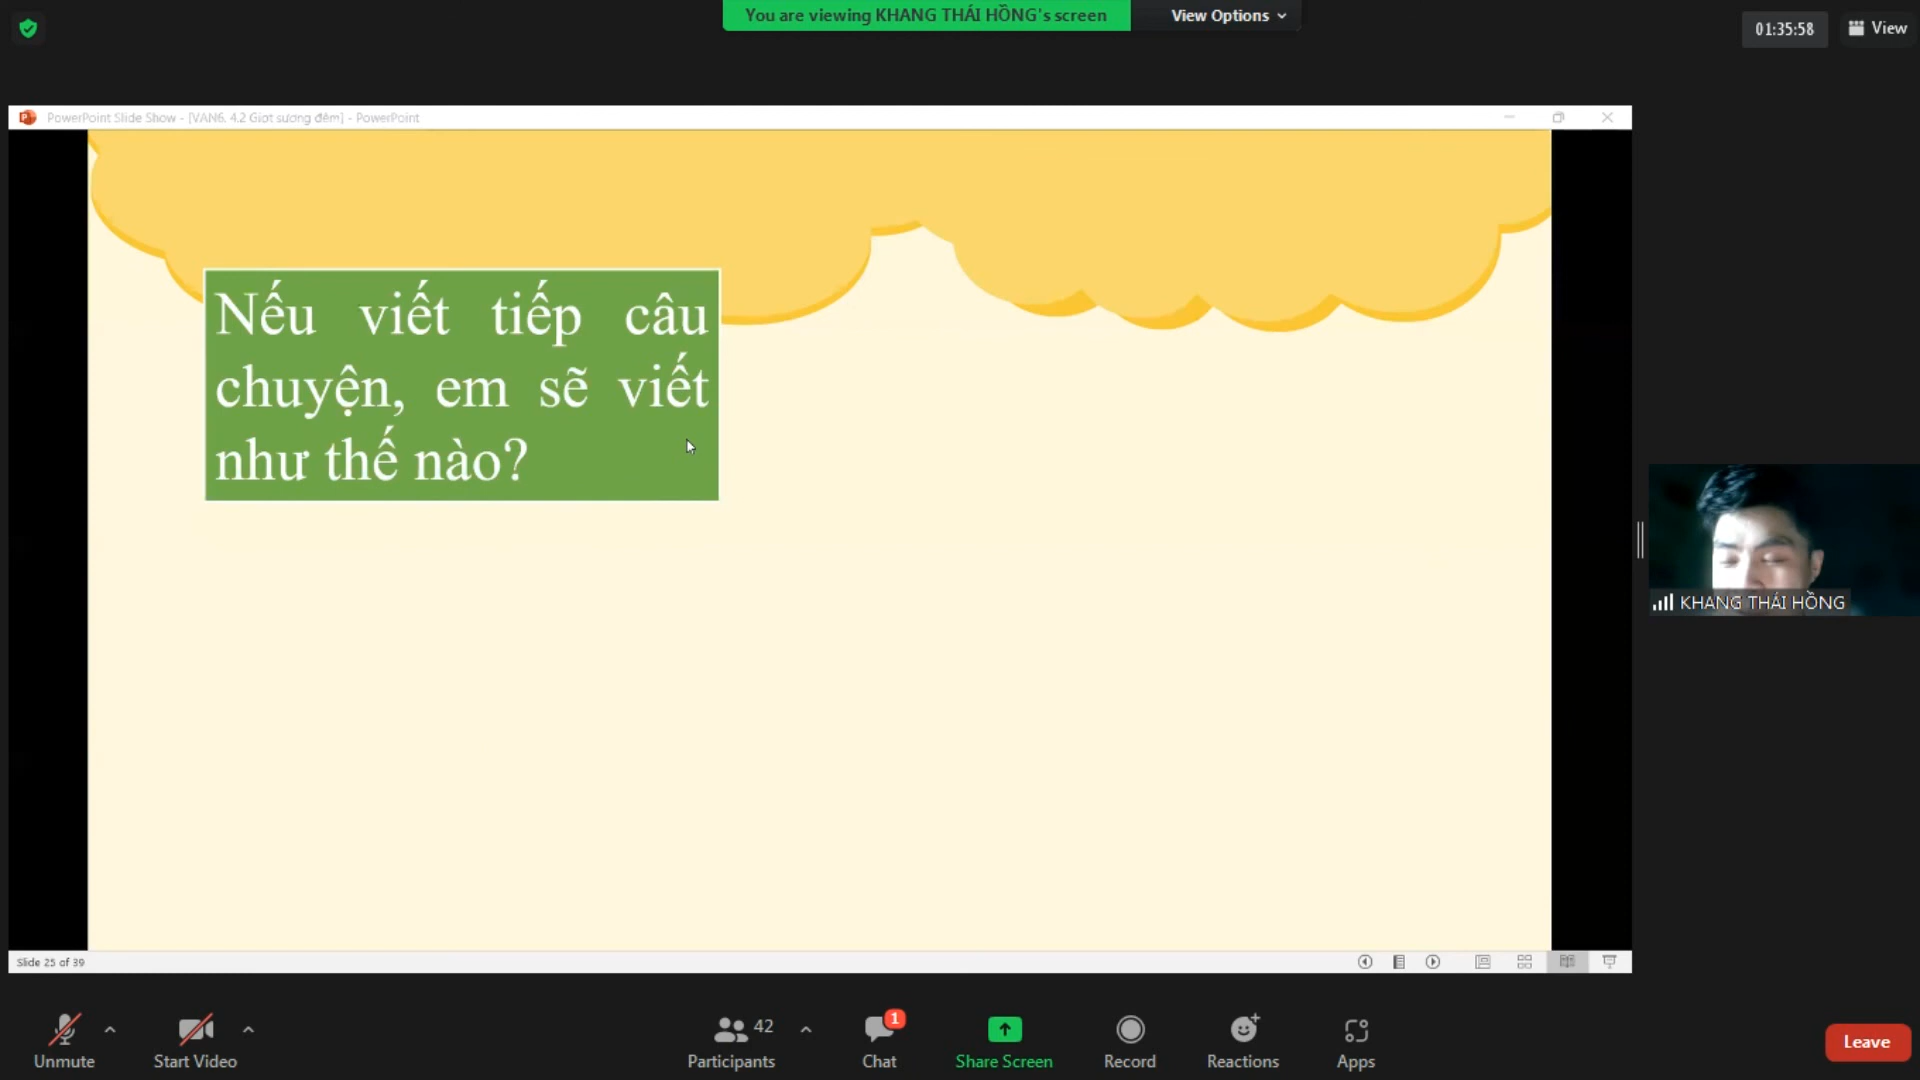 You are viewing KHANG THÁI HỒNG's screen
View Options
01:35:58
View
PowerPoint Slide Show - [VAN6. 4.2 Giọt sương đêm] - PowerPoint
Nếu viết tiếp câu
chuyện, em sẽ viết
như thế nào?
KHANG THÁI HỒNG
Slide 25 of 39
Unmute
Start Video
42
Participants
1
Chat
Share Screen
Record
Reactions
Apps
Leave